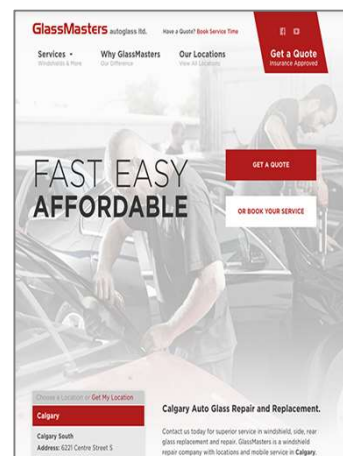 GlassMasters autoglass ltd.
Have a Quote? Book Service Time
Services
Windshields & More
Why GlassMasters
Our Difference
Our Locations
View All Locations
Get a Quote
Insurance Approved
FAST EASY
AFFORDABLE
GET A QUOTE
OR BOOK YOUR SERVICE
Choose a Location or Get My Location
Calgary
Calgary South
Address: 6221 Centre Street S
Calgary Auto Glass Repair and Replacement.
Contact us today for superior service in windshield, side, rear
glass replacement and repair. GlassMasters is a windshield
repair company with locations and mobile service in Calgary,